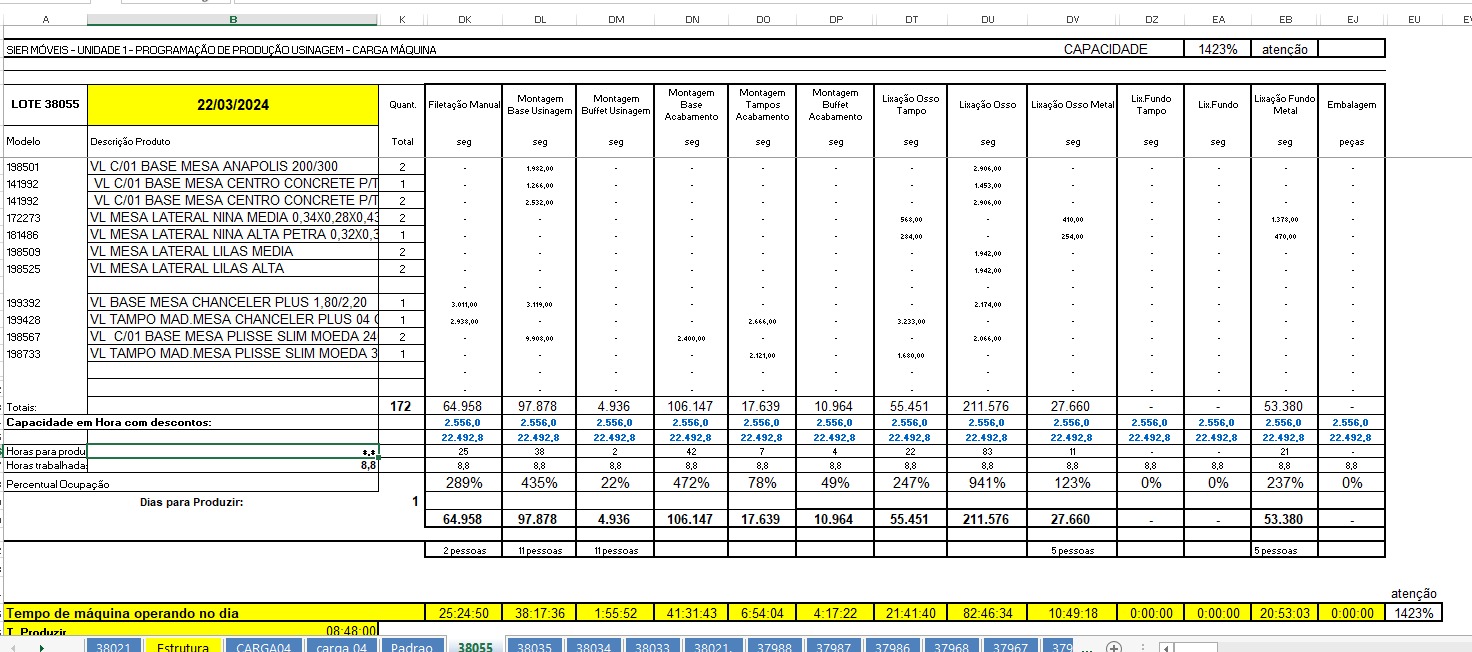 A B K DK DL DM DN DO DP DT DU DV DZ EA EB EJ EU
SIER MÓVEIS - UNIDADE 1 - PROGRAMAÇÃO DE PRODUÇÃO USINAGEM - CARGA MÁQUINA CAPACIDADE 1423% atenção
LOTE 38055 22/03/2024 Quant. Filetação Manual Montagem Base Usinagem Montagem Buffet Usinagem Montagem Base Acabamento Montagem Tampos Acabamento Montagem Buffet Acabamento Lixação Osso Tampo Lixação Osso Lixação Osso Metal Lix.Fundo Tampo Lix.Fundo Lixação Fundo Metal Embalagem
Modelo Descrição Produto Total seg seg seg seg seg seg seg seg seg seg seg seg peças
198501 VL C/01 BASE MESA ANAPOLIS 200/300 2 - 1.982,00 - - - - - 2.906,00 - - - - -
141992 VL C/01 BASE MESA CENTRO CONCRETE P/T 1 - 1.266,00 - - - - - 1.453,00 - - - - -
141992 VL C/01 BASE MESA CENTRO CONCRETE P/T 2 - 2.532,00 - - - - - 2.906,00 - - - - -
172273 VL MESA LATERAL NINA MEDIA 0,34X0,28X0,43 2 - - - - - - 568,00 - 410,00 - - 1.378,00 -
181486 VL MESA LATERAL NINA ALTA PETRA 0,32X0,3 1 - - - - - - 284,00 - 254,00 - - 470,00 -
198509 VL MESA LATERAL LILAS MEDIA 2 - - - - - - - 1.942,00 - - - - -
198525 VL MESA LATERAL LILAS ALTA 2 - - - - - - - 1.942,00 - - - - -
- - - - - - - - - - - - -
199392 VL BASE MESA CHANCELER PLUS 1,80/2,20 1 3.011,00 3.119,00 - - - - - 2.174,00 - - - - -
199428 VL TAMPO MAD.MESA CHANCELER PLUS 04 C 1 2.938,00 - - - 2.666,00 - 3.233,00 - - - - - -
198567 VL C/01 BASE MESA PLISSE SLIM MOEDA 24 2 - 9.908,00 - 2.400,00 - - - 2.066,00 - - - - -
198733 VL TAMPO MAD.MESA PLISSE SLIM MOEDA 3 1 - - - - 2.121,00 - 1.680,00 - - - - - -
- - - - - - - - - - - - -
- - - - - - - - - - - - -
Totais: 172 64.958 97.878 4.936 106.147 17.639 10.964 55.451 211.576 27.660 - - 53.380 -
Capacidade em Hora com descontos: 2.556,0 2.556,0 2.556,0 2.556,0 2.556,0 2.556,0 2.556,0 2.556,0 2.556,0 2.556,0 2.556,0 2.556,0 2.556,0
22.492,8 22.492,8 22.492,8 22.492,8 22.492,8 22.492,8 22.492,8 22.492,8 22.492,8 22.492,8 22.492,8 22.492,8 22.492,8
Horas para produ *,* 25 38 2 42 7 4 22 83 11 - - 21 -
Horas trabalhada: 8,8 8,8 8,8 8,8 8,8 8,8 8,8 8,8 8,8 8,8 8,8 8,8 8,8 8,8
Percentual Ocupação 289% 435% 22% 472% 78% 49% 247% 941% 123% 0% 0% 237% 0%
Dias para Produzir: 1
64.958 97.878 4.936 106.147 17.639 10.964 55.451 211.576 27.660 - - 53.380 -
2 pessoas 11 pessoas 11 pessoas 5 pessoas 5 pessoas
atenção
Tempo de máquina operando no dia 25:24:50 38:17:36 1:55:52 41:31:43 6:54:04 4:17:22 21:41:40 82:46:34 10:49:18 0:00:00 0:00:00 20:53:03 0:00:00 1423%
T. Produzir 08:48:00
38021 Estrutura CARGA04 carga 04 Padrao 38055 38035 38034 38033 38021. 37988 37987 37986 37968 37967 379 ...